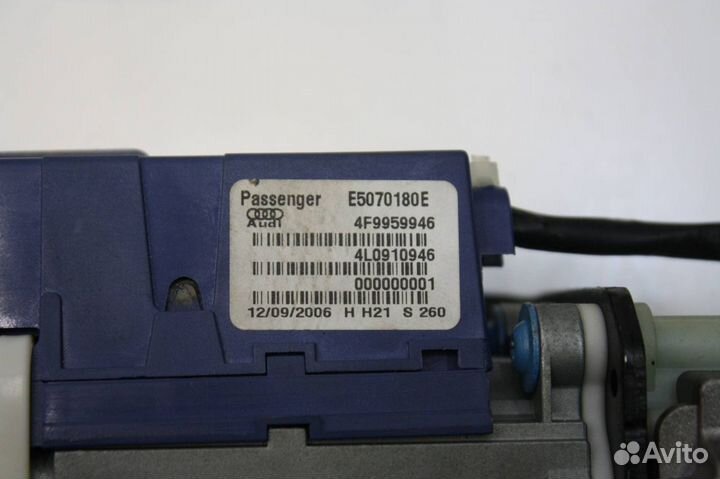 Passenger E5070180E
Audi 4F9959946
4L0910946
000000001
12/09/2006 H H21 S 260
Avito